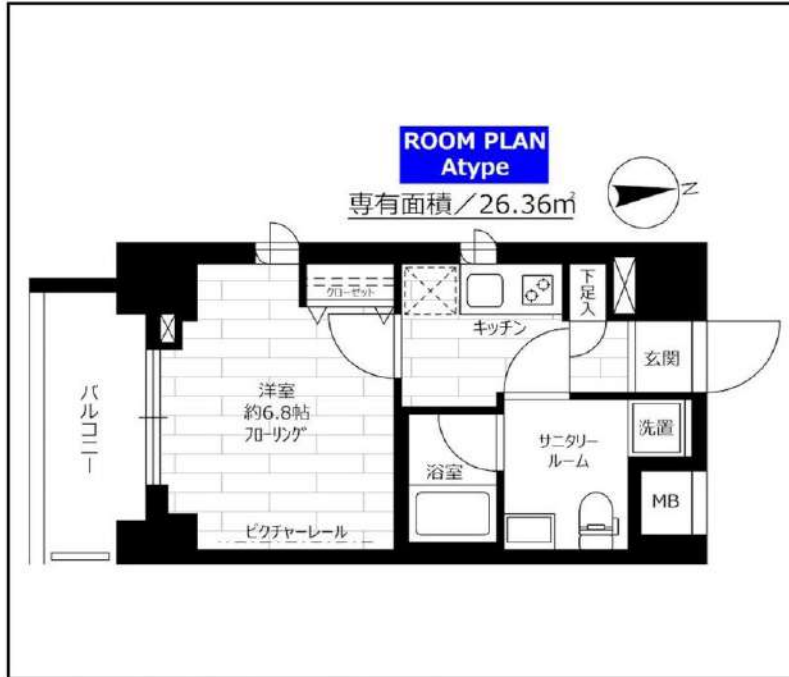 ROOM PLAN
Atype
専有面積/26.36㎡
N
クローゼット
下足入
キッチン
玄関
バルコニー
洋室
約6.8帖
フローリング
サニタリー
ルーム
洗置
浴室
MB
ピクチャーレール